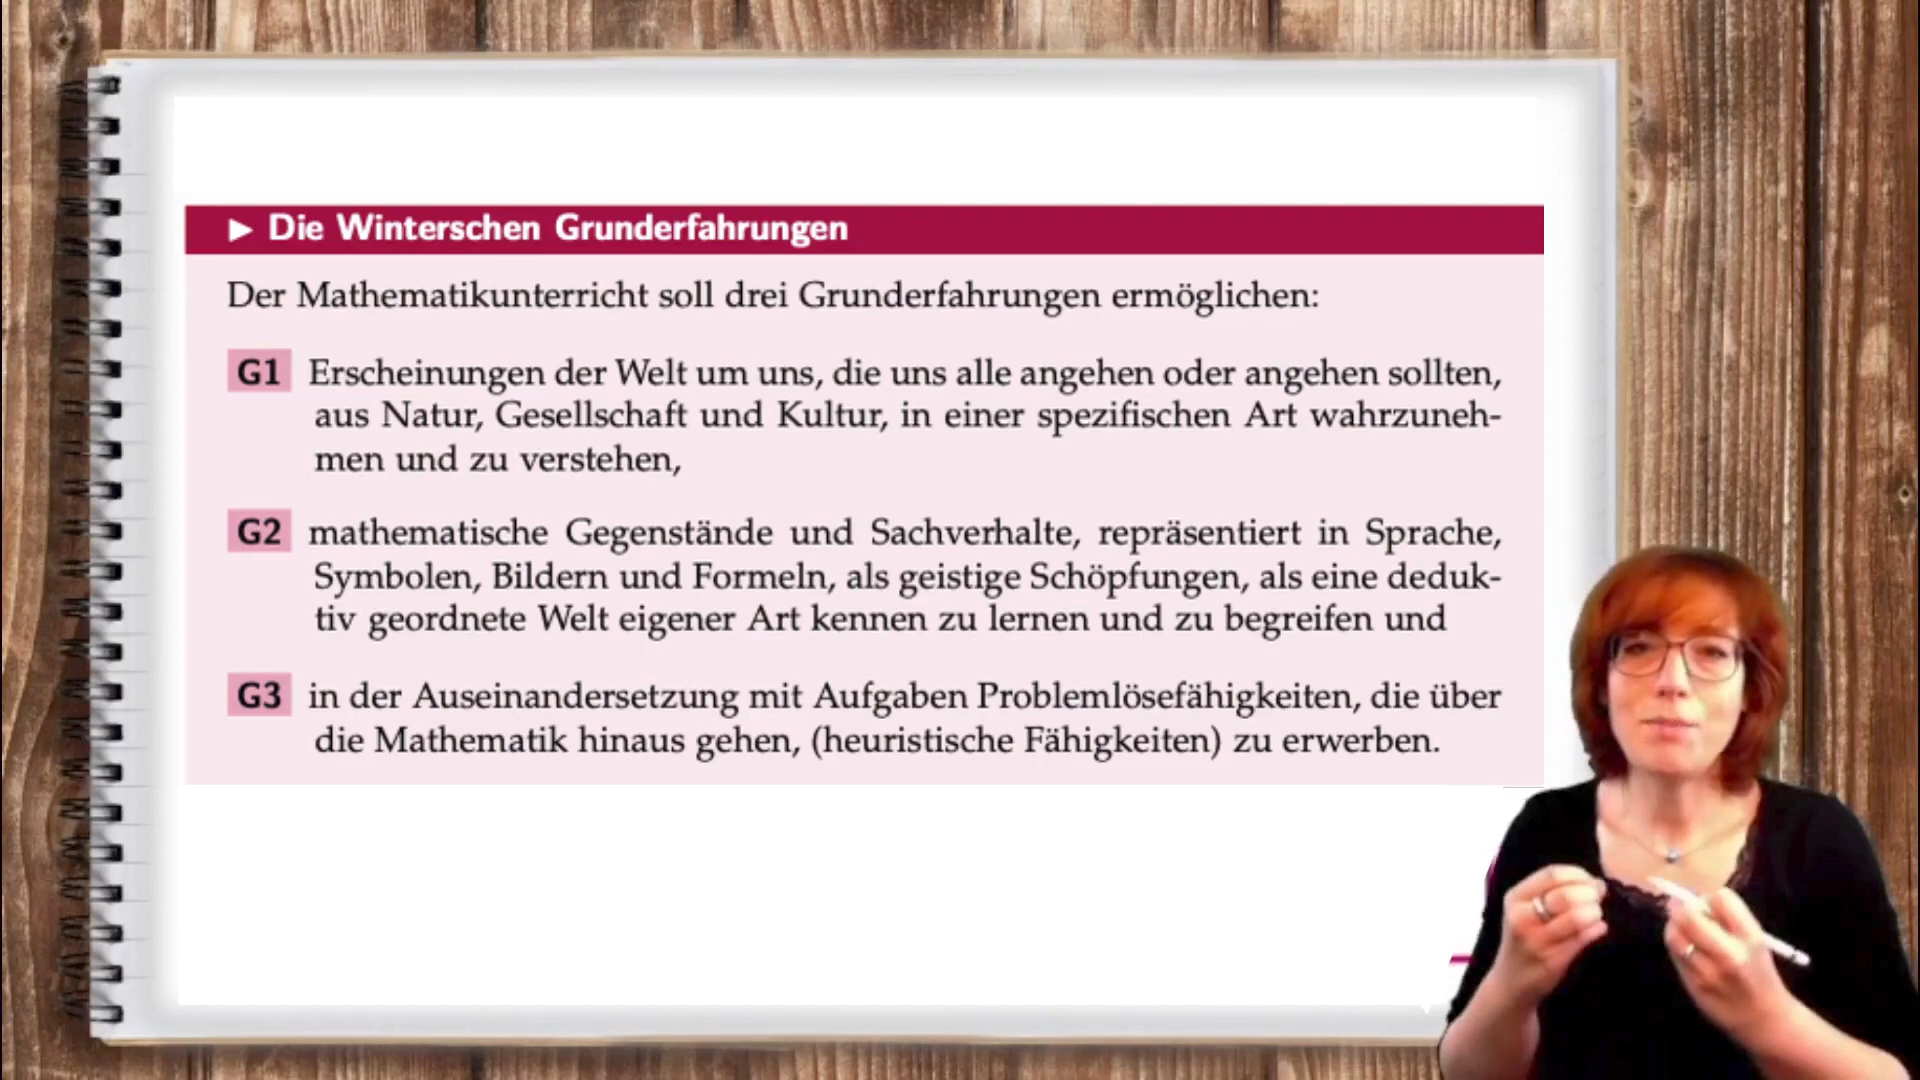 ▶ Die Winterschen Grunderfahrungen
Der Mathematikunterricht soll drei Grunderfahrungen ermöglichen:
G1 Erscheinungen der Welt um uns, die uns alle angehen oder angehen sollten,
aus Natur, Gesellschaft und Kultur, in einer spezifischen Art wahrzuneh-
men und zu verstehen,
G2 mathematische Gegenstände und Sachverhalte, repräsentiert in Sprache,
Symbolen, Bildern und Formeln, als geistige Schöpfungen, als eine deduk-
tiv geordnete Welt eigener Art kennen zu lernen und zu begreifen und
G3 in der Auseinandersetzung mit Aufgaben Problemlösefähigkeiten, die über
die Mathematik hinaus gehen, (heuristische Fähigkeiten) zu erwerben.